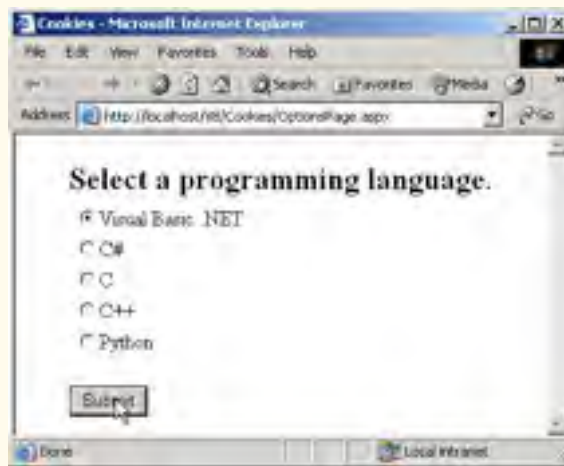 Cookies - Microsoft Internet Explorer
File Edit View Favorites Tools Help
Search Favorites Media
Address http://localhost/ Cookies/OptionsPage.aspx Go
Select a programming language.
Visual Basic .NET
C#
C
C++
Python
Submit
Done Local intranet